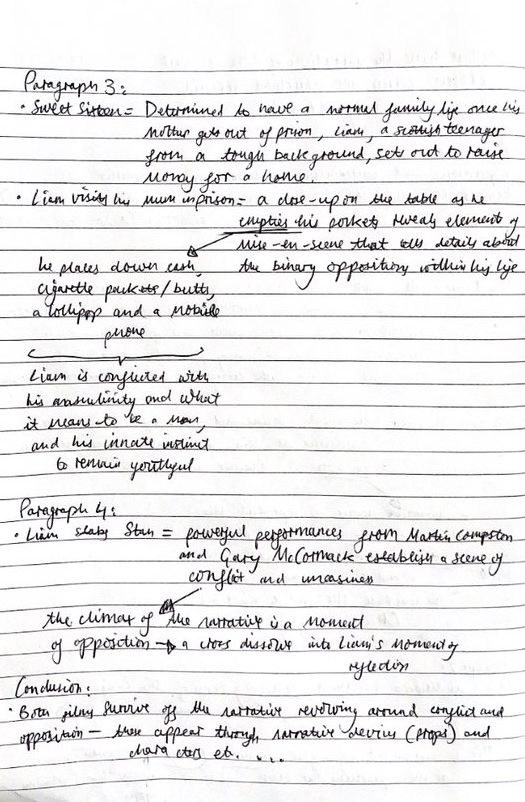 Paragraph 3:
• Sweet Sixteen = Determined to have a normal family life once his
mother gets out of prison, Liam, a scottish teenager
from a tough background, sets out to raise
money for a home.
• Liam visits his mum in prison = a close-up on the table as he
empties his pockets reveals element of
mise-en-scene that tells details about
the binary oppositions within his life
he places down cash,
cigarette packets/butts,
a lollipop and a mobile
phone
Liam is conflicted with
his masculinity and what
it means to be a man,
and his innate instinct
to remain youthful
Paragraph 4:
• Liam stabs Stan = powerful performances from Martin Compston
and Gary McCormack establish a scene of
conflict and uneasiness
the climax of the narrative is a moment
of opposition → a cross dissolve into Liam's moment of
reflection
Conclusion:
• Both films survive off the narrative revolving around conflict and
opposition — these appear through narrative devices (props) and
characters etc. ...